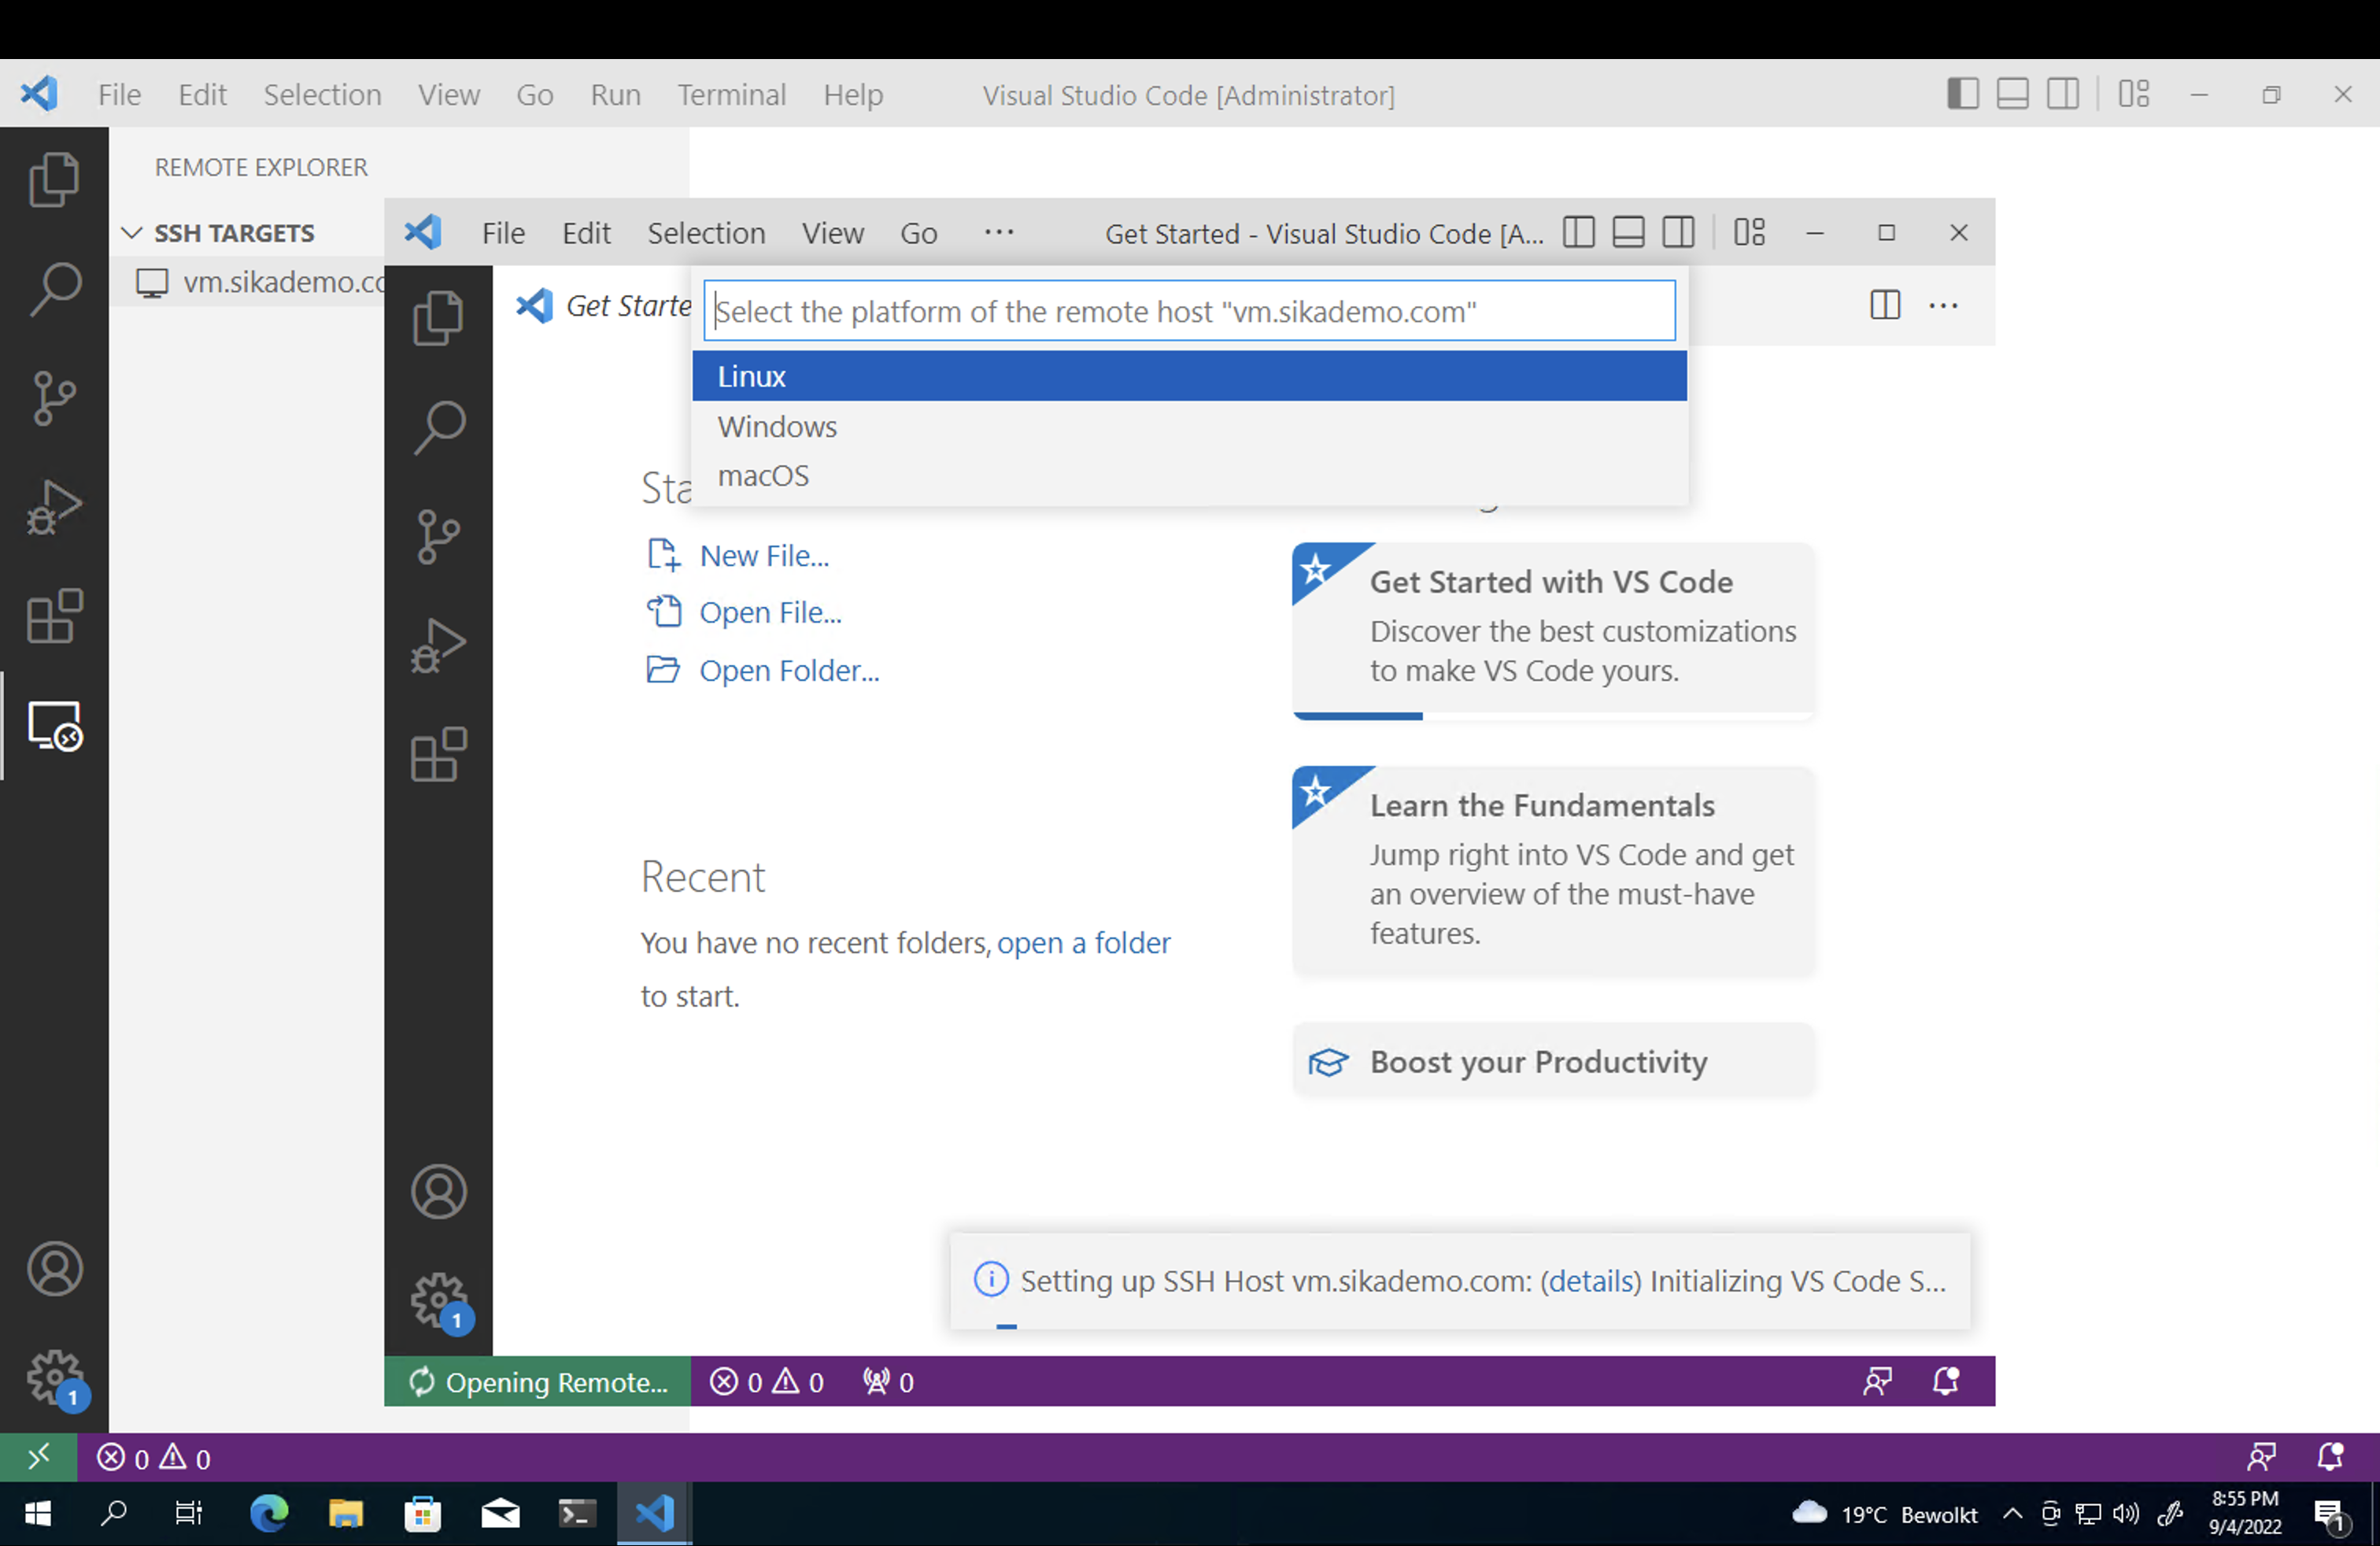 File Edit Selection View Go Run Terminal Help Visual Studio Code [Administrator]
REMOTE EXPLORER
SSH TARGETS
vm.sikademo.co
File Edit Selection View Go ··· Get Started - Visual Studio Code [A...
Get Starte
Select the platform of the remote host "vm.sikademo.com"
Linux
Windows
macOS
Sta
New File...
Open File...
Open Folder...
Get Started with VS Code
Discover the best customizations
to make VS Code yours.
Learn the Fundamentals
Jump right into VS Code and get
an overview of the must-have
features.
Boost your Productivity
Recent
You have no recent folders, open a folder
to start.
Setting up SSH Host vm.sikademo.com: (details) Initializing VS Code S...
1
Opening Remote... 0 0 0
1
0 0
19°C Bewolkt
8:55 PM
9/4/2022
1